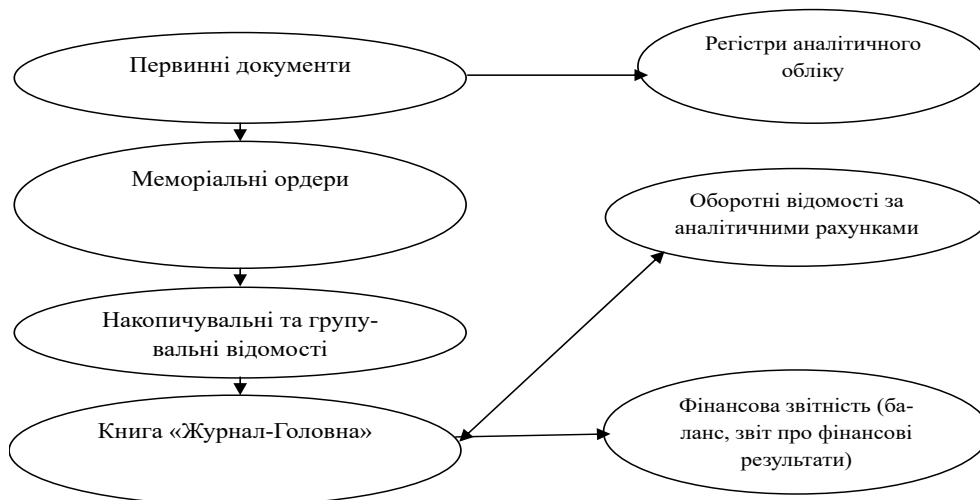 Первинні документи
Регістри аналітичного
обліку
Меморіальні ордери
Оборотні відомості за
аналітичними рахунками
Накопичувальні та групу-
вальні відомості
Книга «Журнал-Головна»
Фінансова звітність (ба-
ланс, звіт про фінансові
результати)